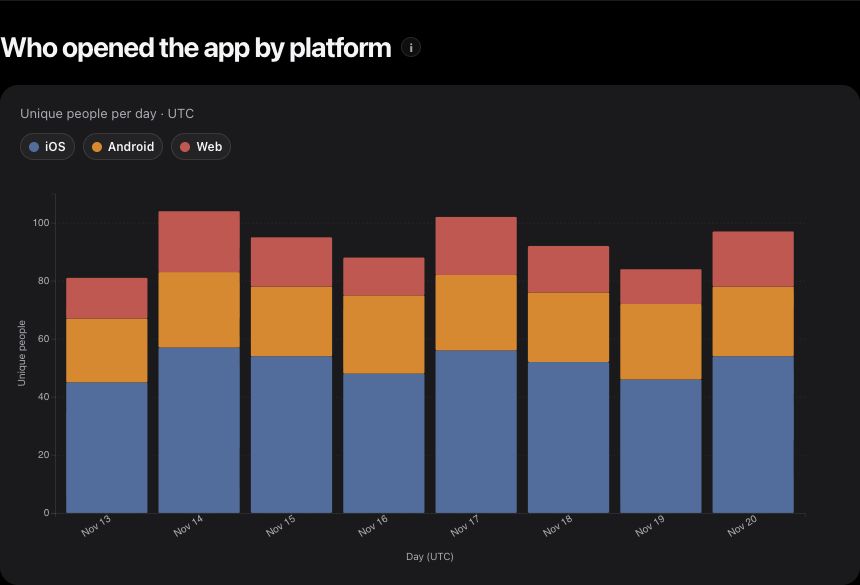 Who opened the app by platform i
Unique people per day · UTC
iOS Android Web
100
80
60
40
20
0
Unique people
Nov 13 Nov 14 Nov 15 Nov 16 Nov 17 Nov 18 Nov 19 Nov 20
Day (UTC)